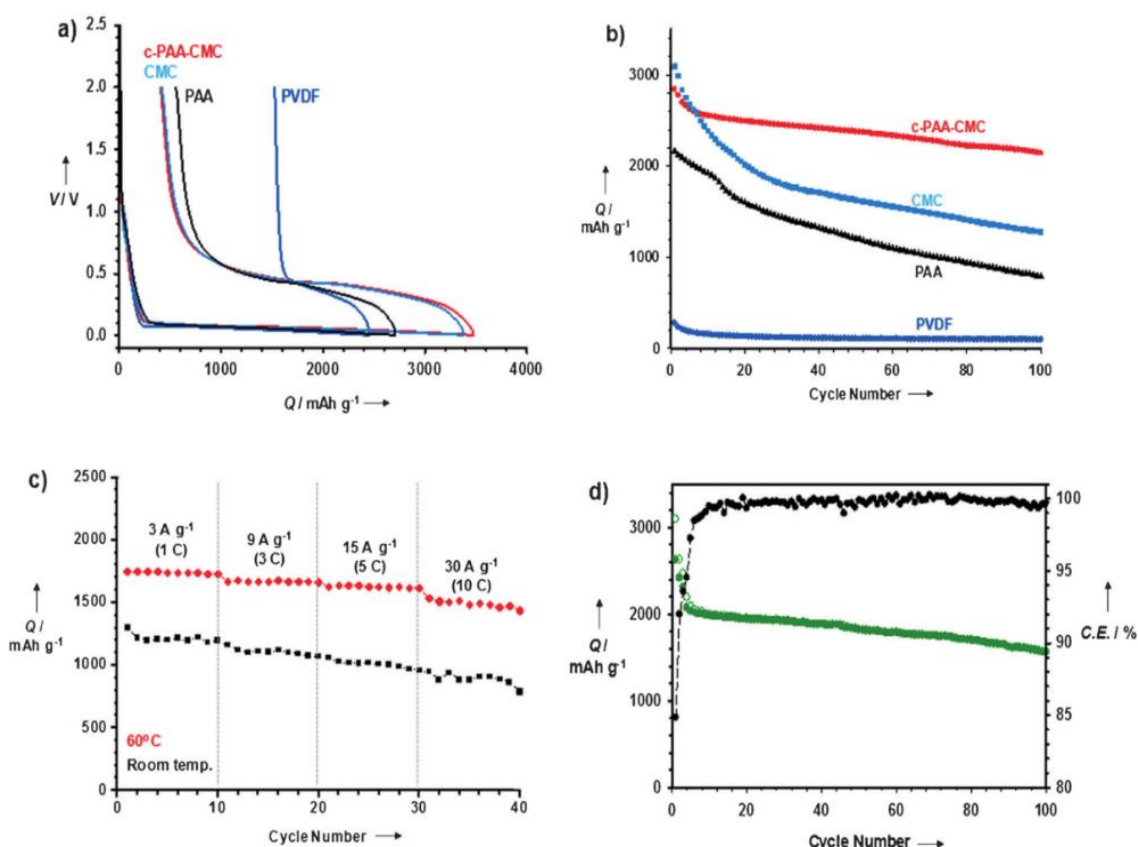 a)
c-PAA-CMC
CMC
PAA
PVDF
2.5
2.0
1.5
1.0
0.5
0.0
V / V
0 1000 2000 3000 4000
Q / mAh g⁻¹
b)
3000
2000
1000
0
Q /
mAh g⁻¹
c-PAA-CMC
CMC
PAA
PVDF
0 20 40 60 80 100
Cycle Number
c)
2500
2000
1500
1000
500
0
Q /
mAh g⁻¹
3 A g⁻¹
(1 C)
9 A g⁻¹
(3 C)
15 A g⁻¹
(5 C)
30 A g⁻¹
(10 C)
60ºC
Room temp.
0 10 20 30 40
Cycle Number
d)
3000
2000
1000
0
Q /
mAh g⁻¹
100
95
90
85
80
C.E. / %
0 20 40 60 80 100
Cycle Number